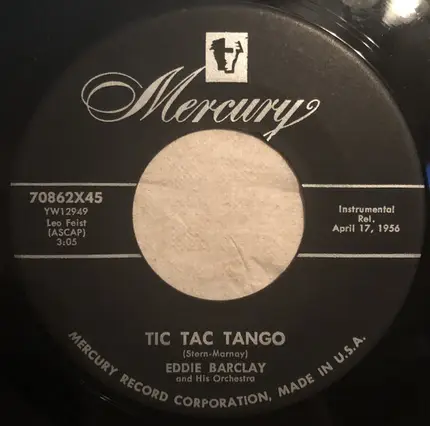 Mercury
70862X45
YW12949
Leo Feist
(ASCAP)
3:05
Instrumental
Rel.
April 17, 1956
TIC TAC TANGO
(Stern-Marnay)
EDDIE BARCLAY
and His Orchestra
MERCURY RECORD CORPORATION, MADE IN U.S.A.